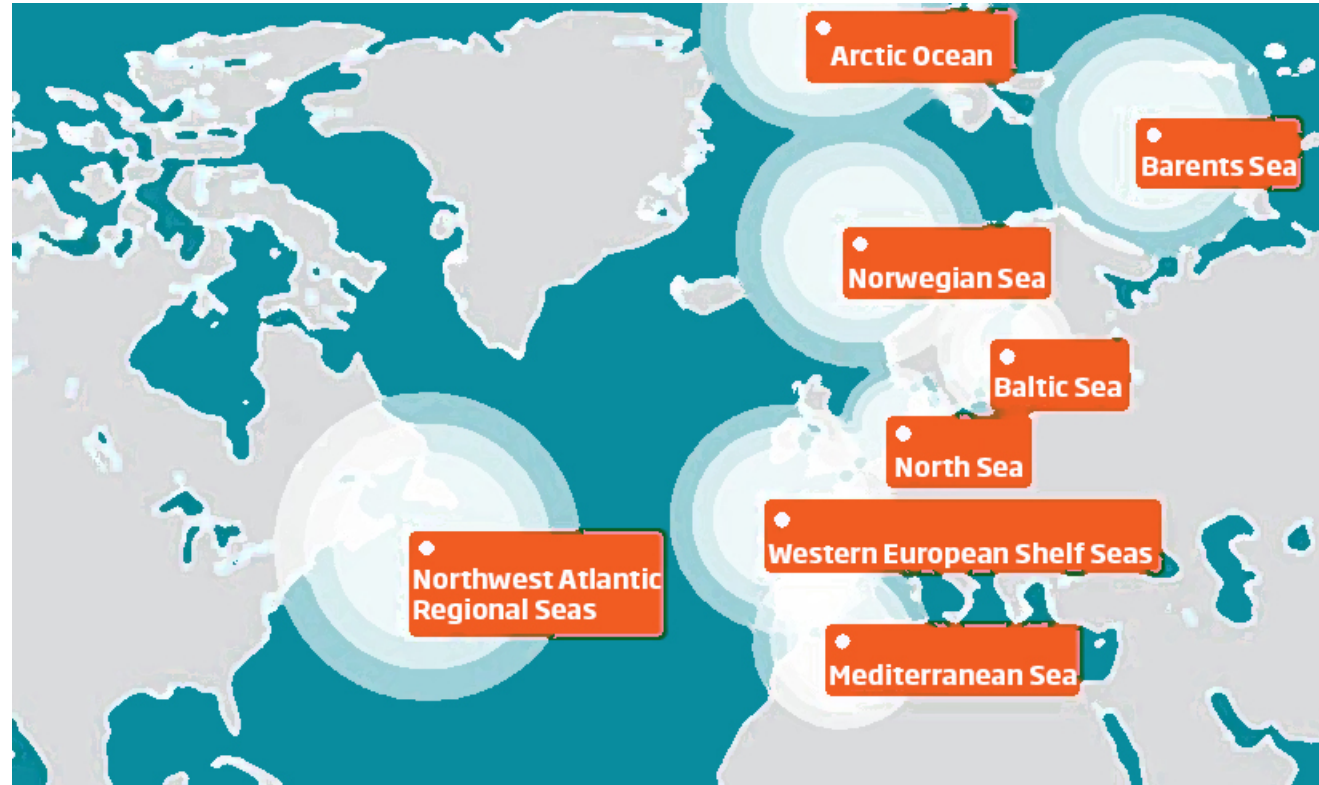 Arctic Ocean
Barents Sea
Norwegian Sea
Baltic Sea
North Sea
Western European Shelf Seas
Northwest Atlantic
Regional Seas
Mediterranean Sea